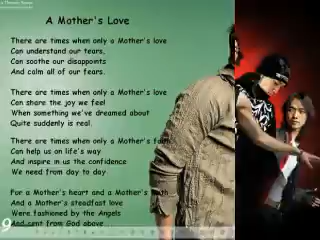 A Mother's Love
There are times when only a Mother's love
Can understand our tears,
Can soothe our disappoints
And calm all of our fears.
There are times when only a Mother's love
Can share the joy we feel
When something we've dreamed about
Quite suddenly is real.
There are times when only a Mother's faith
Can help us on life's way
And inspire in us the confidence
We need from day to day
For a Mother's heart and a Mother's faith
And a Mother's steadfast love
Were fashioned by the Angels
And sent from God above...